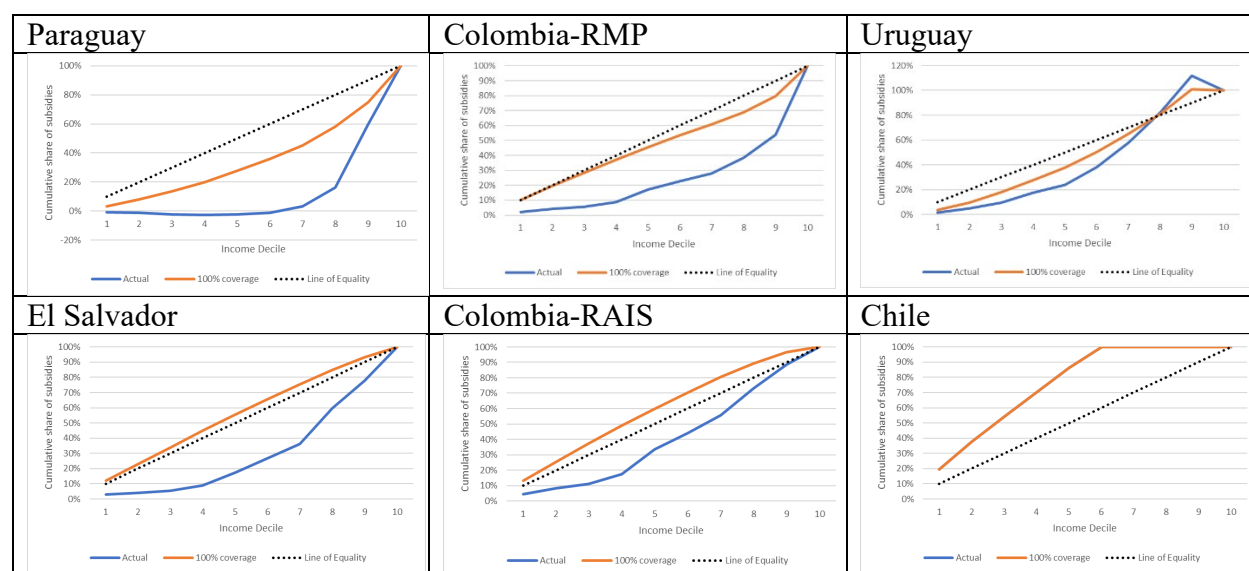 Paraguay
100%
80%
60%
40%
20%
0%
-20%
Cumulative share of subsidies
1 2 3 4 5 6 7 8 9 10
Income Decile
Actual 100% coverage Line of Equality
Colombia-RMP
100%
90%
80%
70%
60%
50%
40%
30%
20%
10%
0%
Cumulative share of subsidies
1 2 3 4 5 6 7 8 9 10
Income Decile
Actual 100% coverage Line of Equality
Uruguay
120%
100%
80%
60%
40%
20%
0%
Cumulative share of subsidies
1 2 3 4 5 6 7 8 9 10
Income Decile
Actual 100% coverage Line of Equality
El Salvador
100%
90%
80%
70%
60%
50%
40%
30%
20%
10%
0%
Cumulative share of subsidies
1 2 3 4 5 6 7 8 9 10
Income Decile
Actual 100% coverage Line of Equality
Colombia-RAIS
100%
90%
80%
70%
60%
50%
40%
30%
20%
10%
0%
Cumulative share of subsidies
1 2 3 4 5 6 7 8 9 10
Income Decile
Actual 100% coverage Line of Equality
Chile
100%
90%
80%
70%
60%
50%
40%
30%
20%
10%
0%
Cumulative share of subsidies
1 2 3 4 5 6 7 8 9 10
Income Decile
Actual 100% coverage Line of Equality